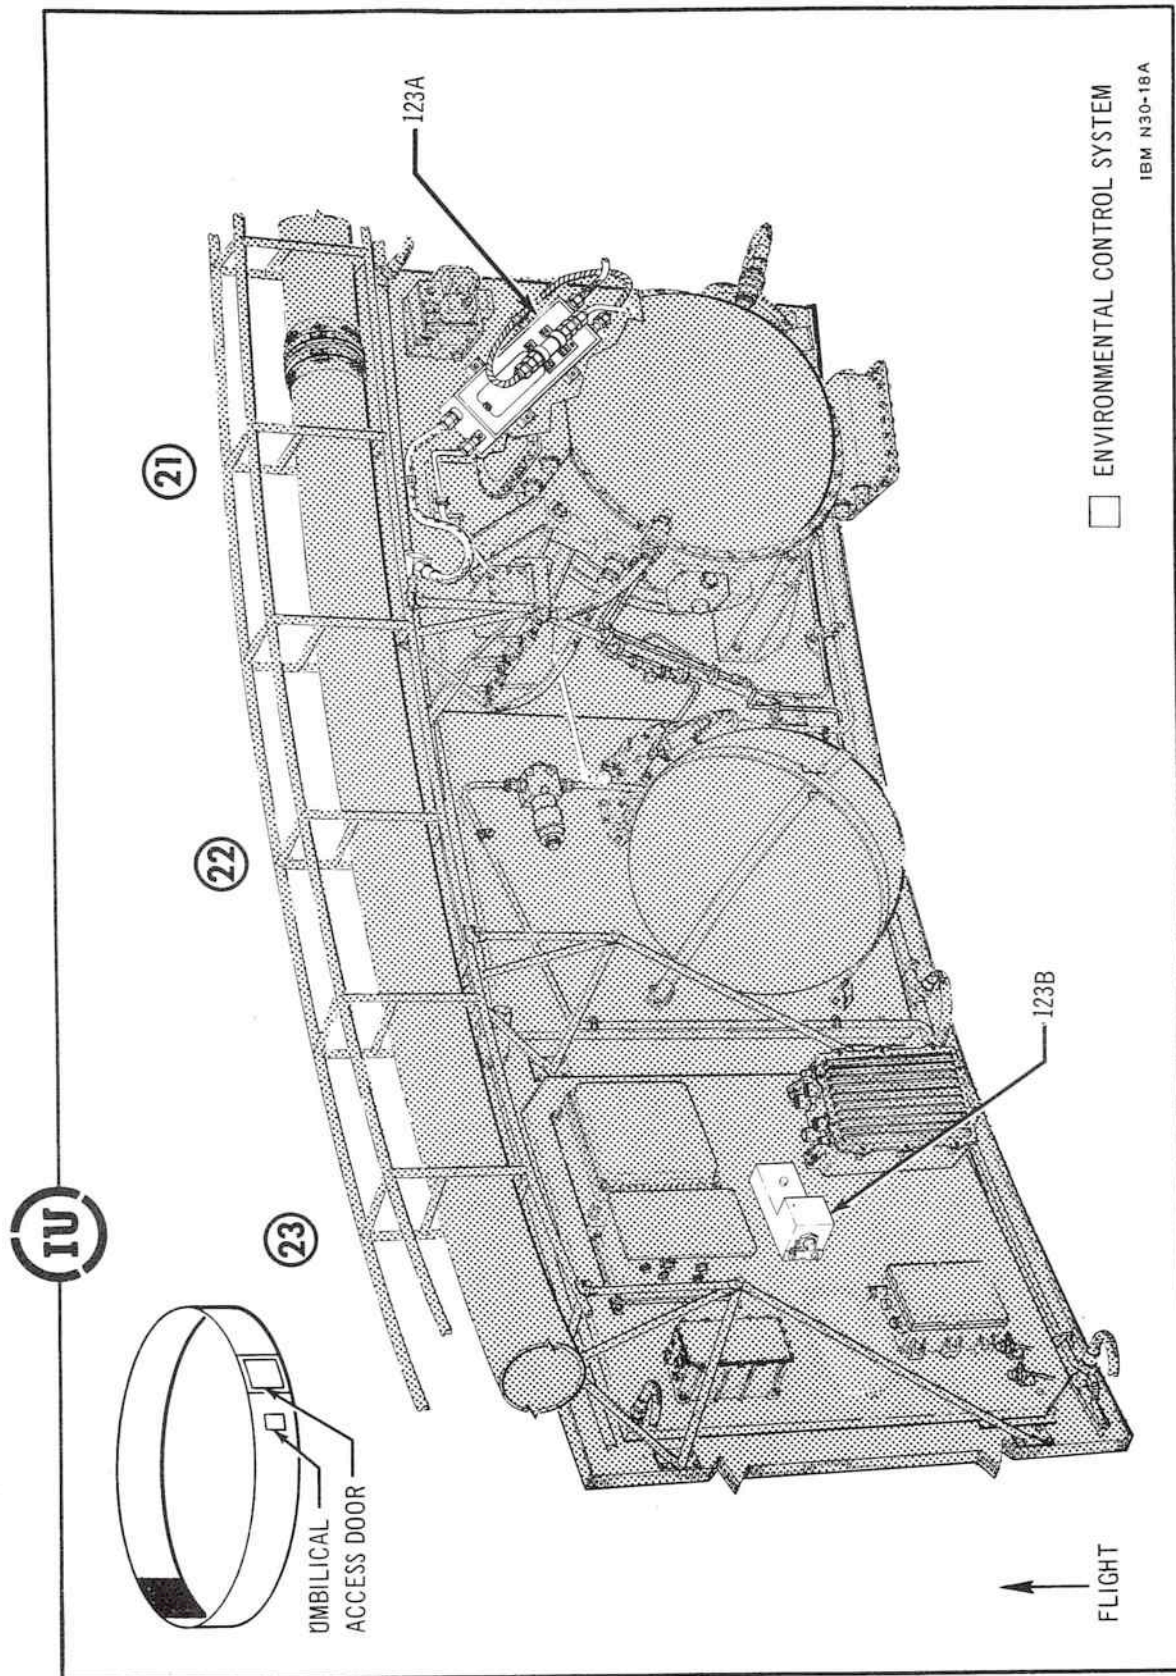 IU
21
22
23
123A
123B
UMBILICAL
ACCESS DOOR
FLIGHT
ENVIRONMENTAL CONTROL SYSTEM
IBM N30-18A